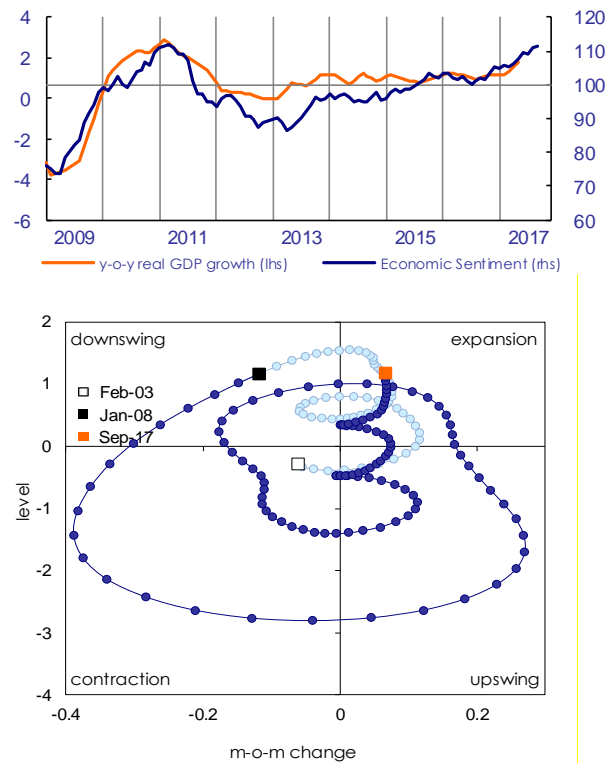 4 120
2 110
0 100
90
-2 80
-4 70
-6 60
2009 2011 2013 2015 2017
y-o-y real GDP growth (lhs) Economic Sentiment (rhs)
2
downswing expansion
1
Feb-03
Jan-08
Sep-17
0
level
-1
-2
-3
contraction upswing
-4
-0.4 -0.2 0 0.2
m-o-m change